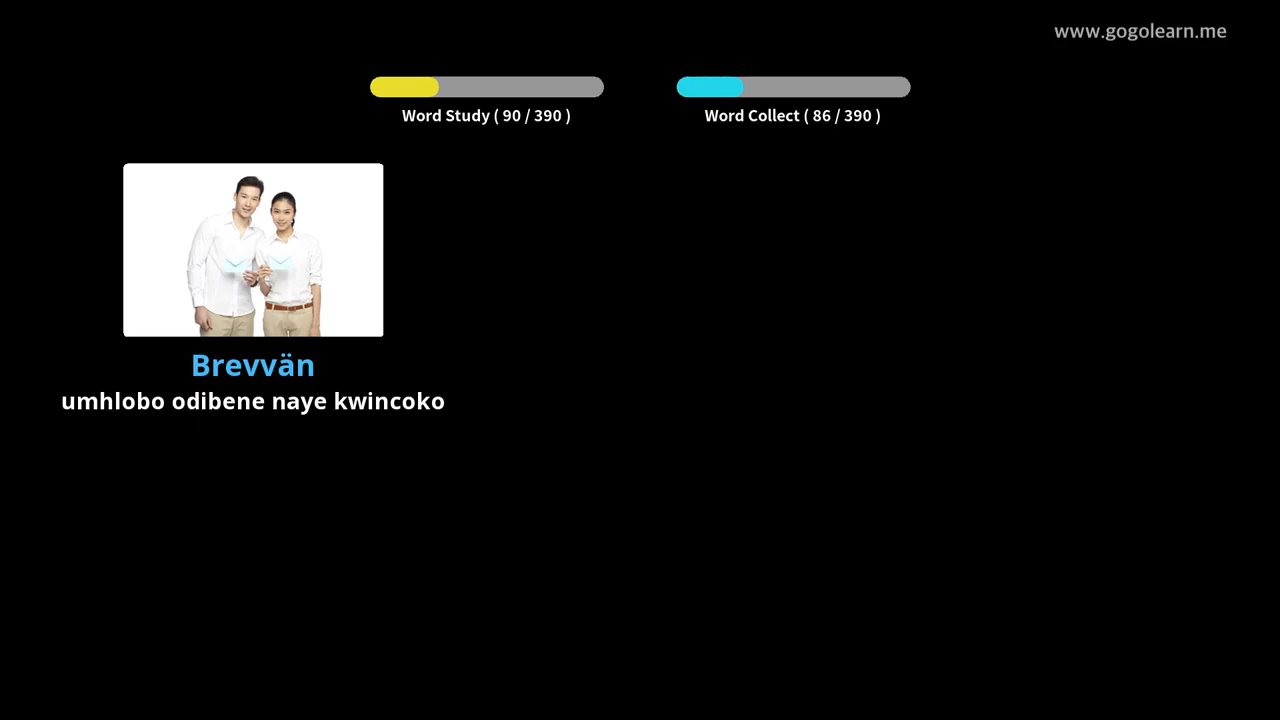 www.gogolearn.me
Word Study ( 90 / 390 )
Word Collect ( 86 / 390 )
Brevvän
umhlobo odibene naye kwincoko